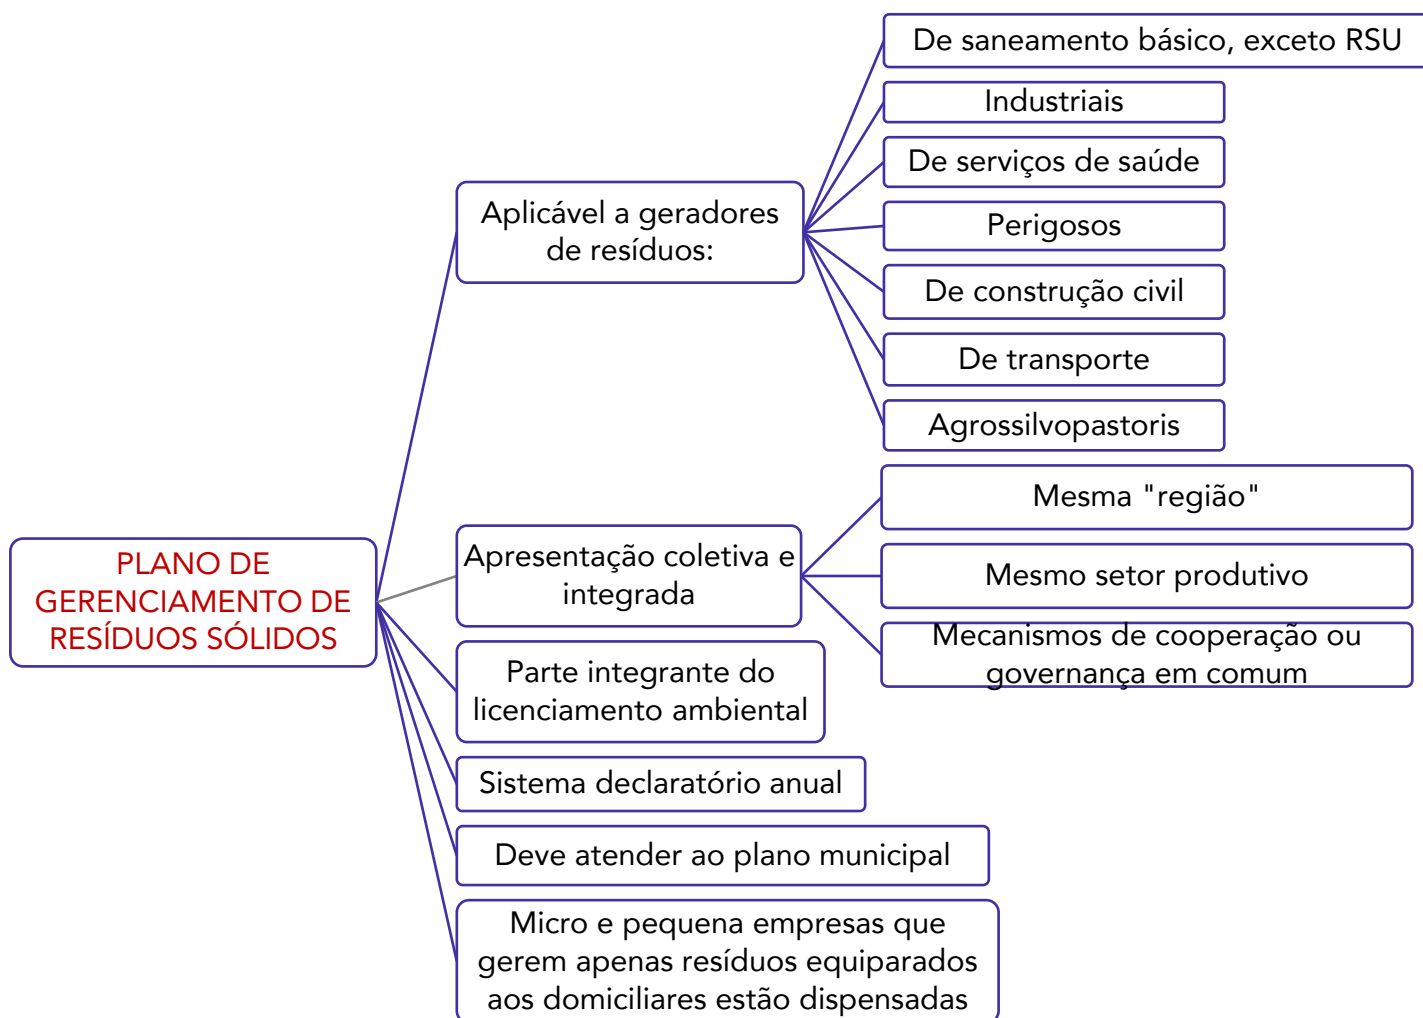 PLANO DE
GERENCIAMENTO DE
RESÍDUOS SÓLIDOS
Aplicável a geradores
de resíduos:
De saneamento básico, exceto RSU
Industriais
De serviços de saúde
Perigosos
De construção civil
De transporte
Agrossilvopastoris
Apresentação coletiva e
integrada
Mesma "região"
Mesmo setor produtivo
Mecanismos de cooperação ou
governança em comum
Parte integrante do
licenciamento ambiental
Sistema declaratório anual
Deve atender ao plano municipal
Micro e pequena empresas que
gerem apenas resíduos equiparados
aos domiciliares estão dispensadas